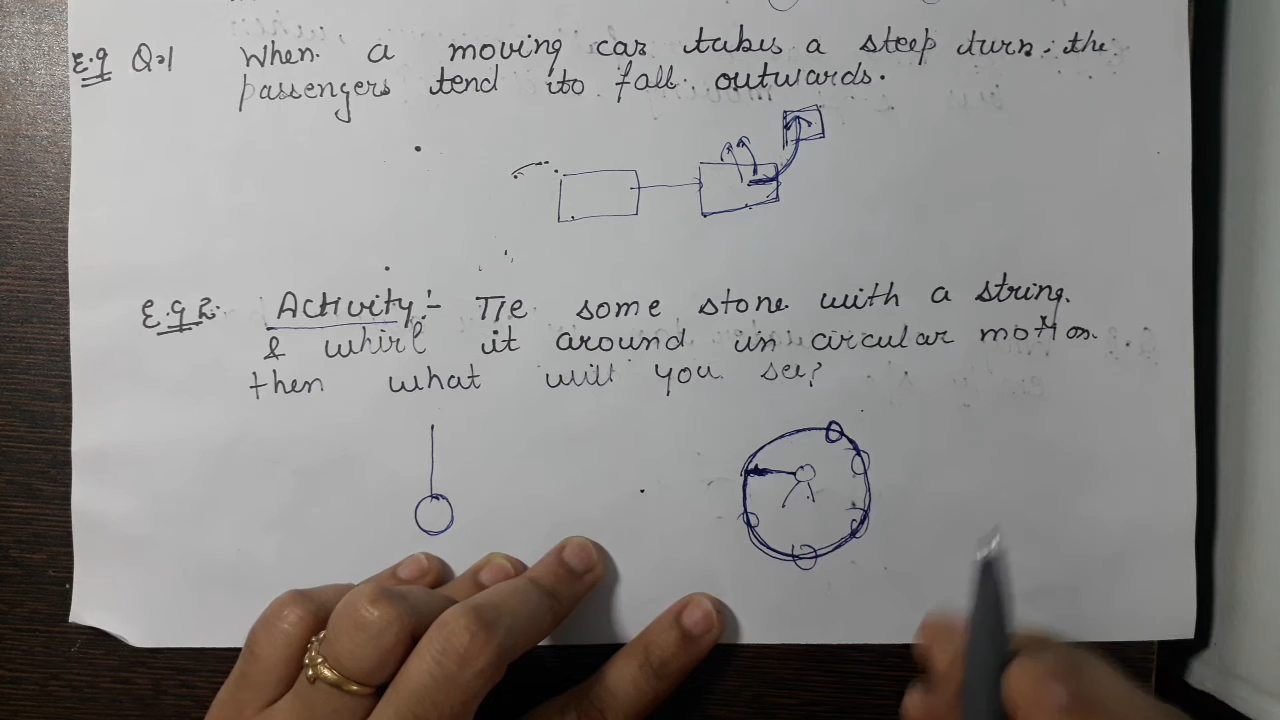 E.g Q.1 When a moving car takes a steep turn. the
passengers tend to fall outwards.
E.g 2. Activity:- Tie some stone with a string.
& whirl it around in circular motion.
then what will you see?